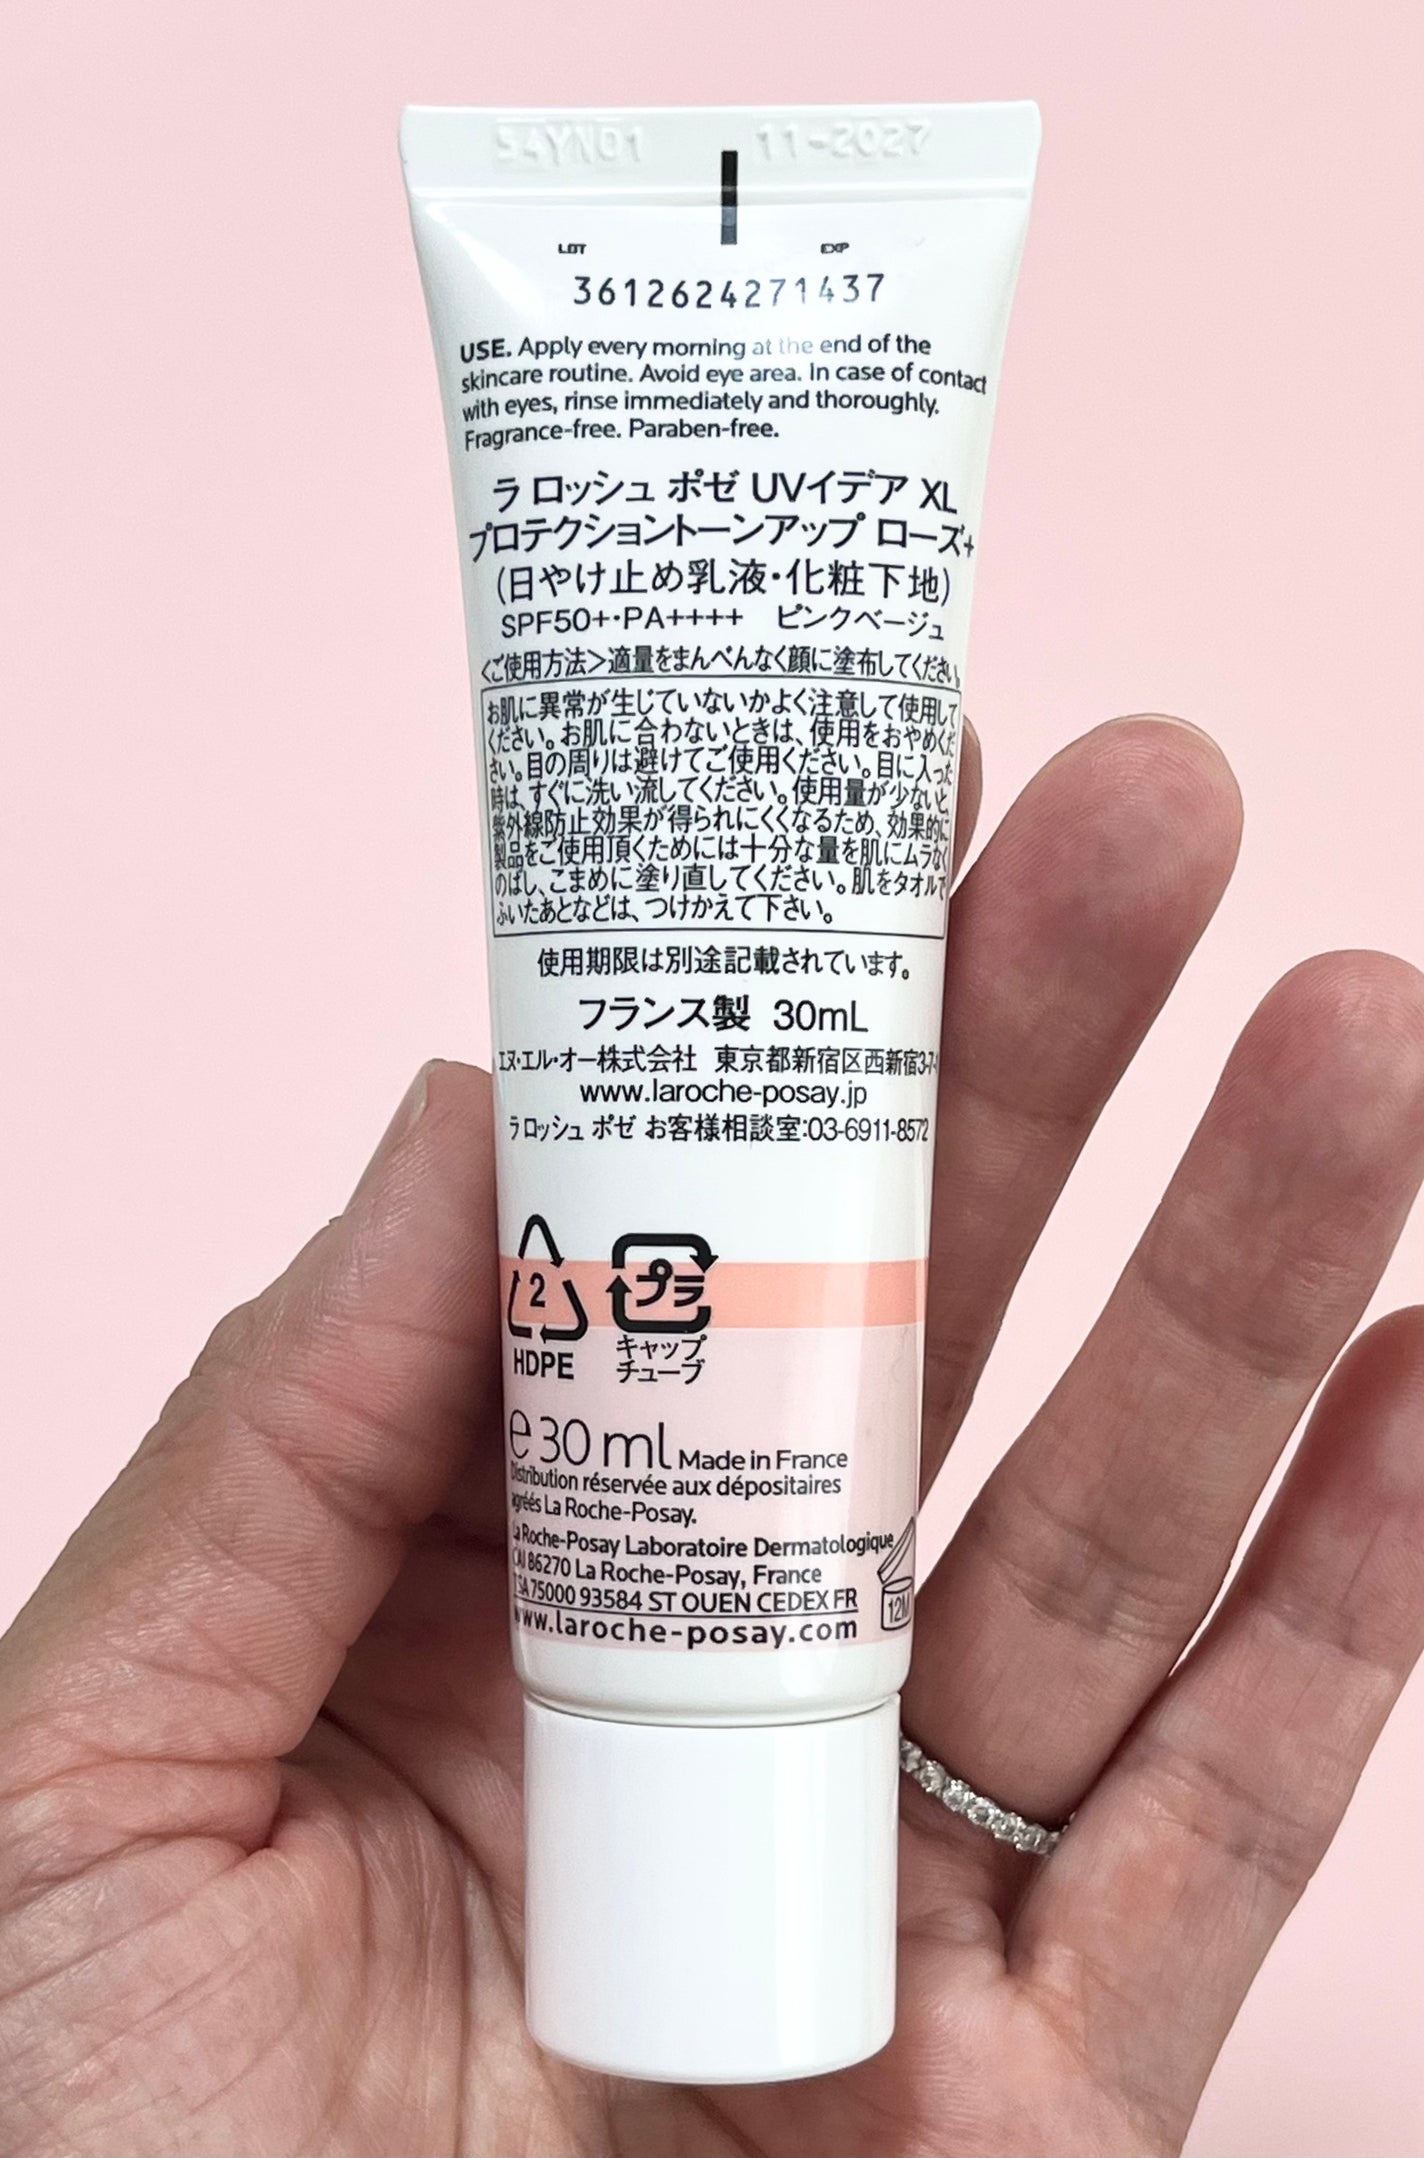 54YN01 11-2027
LOT EXP
3612624271437
USE. Apply every morning at the end of the
skincare routine. Avoid eye area. In case of contact
with eyes, rinse immediately and thoroughly.
Fragrance-free. Paraben-free.
ラ ロッシュ ポゼ UVイデア XL
プロテクショントーンアップ ローズ+
(日やけ止め乳液・化粧下地)
SPF50+・PA++++ ピンクベージュ
<ご使用方法>適量をまんべんなく顔に塗布してください。
お肌に異常が生じていないかよく注意して使用して
ください。お肌に合わないときは、使用をおやめくだ
さい。目の周りは避けてご使用ください。目に入った
時は、すぐに洗い流してください。使用量が少ないと、
紫外線防止効果が得られにくくなるため、効果的に
製品をご使用頂くためには十分な量を肌にムラなく
のばし、こまめに塗り直してください。肌をタオルで
ふいたあとなどは、つけかえて下さい。
使用期限は別途記載されています。
フランス製 30mL
エヌ・エル・オー株式会社 東京都新宿区西新宿3-7-1
www.laroche-posay.jp
ラ ロッシュ ポゼ お客様相談室:03-6911-8572
2 プラ
HDPE キャップ
チューブ
e 30 ml Made in France
Distribution réservée aux dépositaires
agréés La Roche-Posay.
La Roche-Posay Laboratoire Dermatologique
CAI 86270 La Roche-Posay, France
TSA 75000 93584 ST OUEN CEDEX FR
12M
www.laroche-posay.com